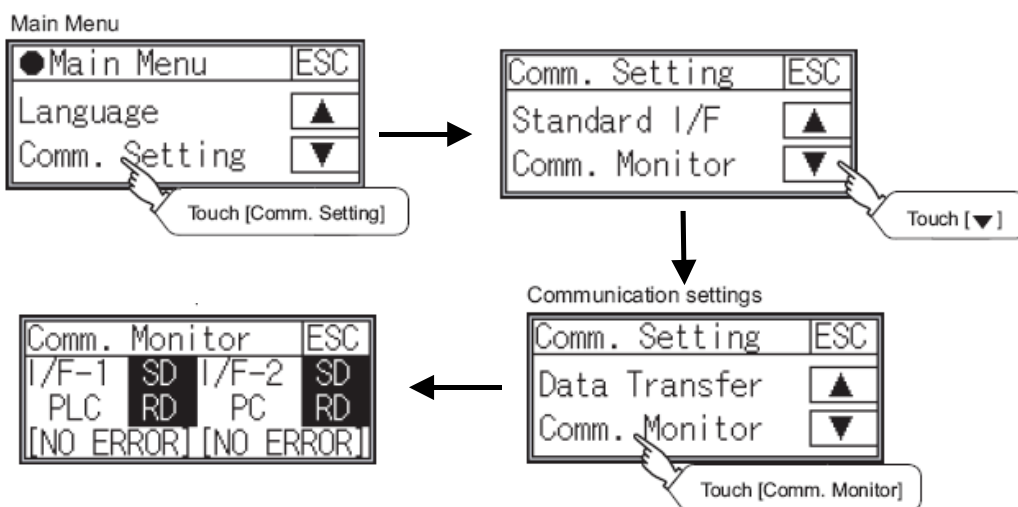 Main Menu
●Main Menu ESC
Language ▲
Comm. Setting ▼
Touch [Comm. Setting]
Comm. Setting ESC
Standard I/F ▲
Comm. Monitor ▼
Touch [▼]
Communication settings
Comm. Setting ESC
Data Transfer ▲
Comm. Monitor ▼
Touch [Comm. Monitor]
Comm. Monitor ESC
I/F-1 SD I/F-2 SD
PLC RD PC RD
[NO ERROR] [NO ERROR]